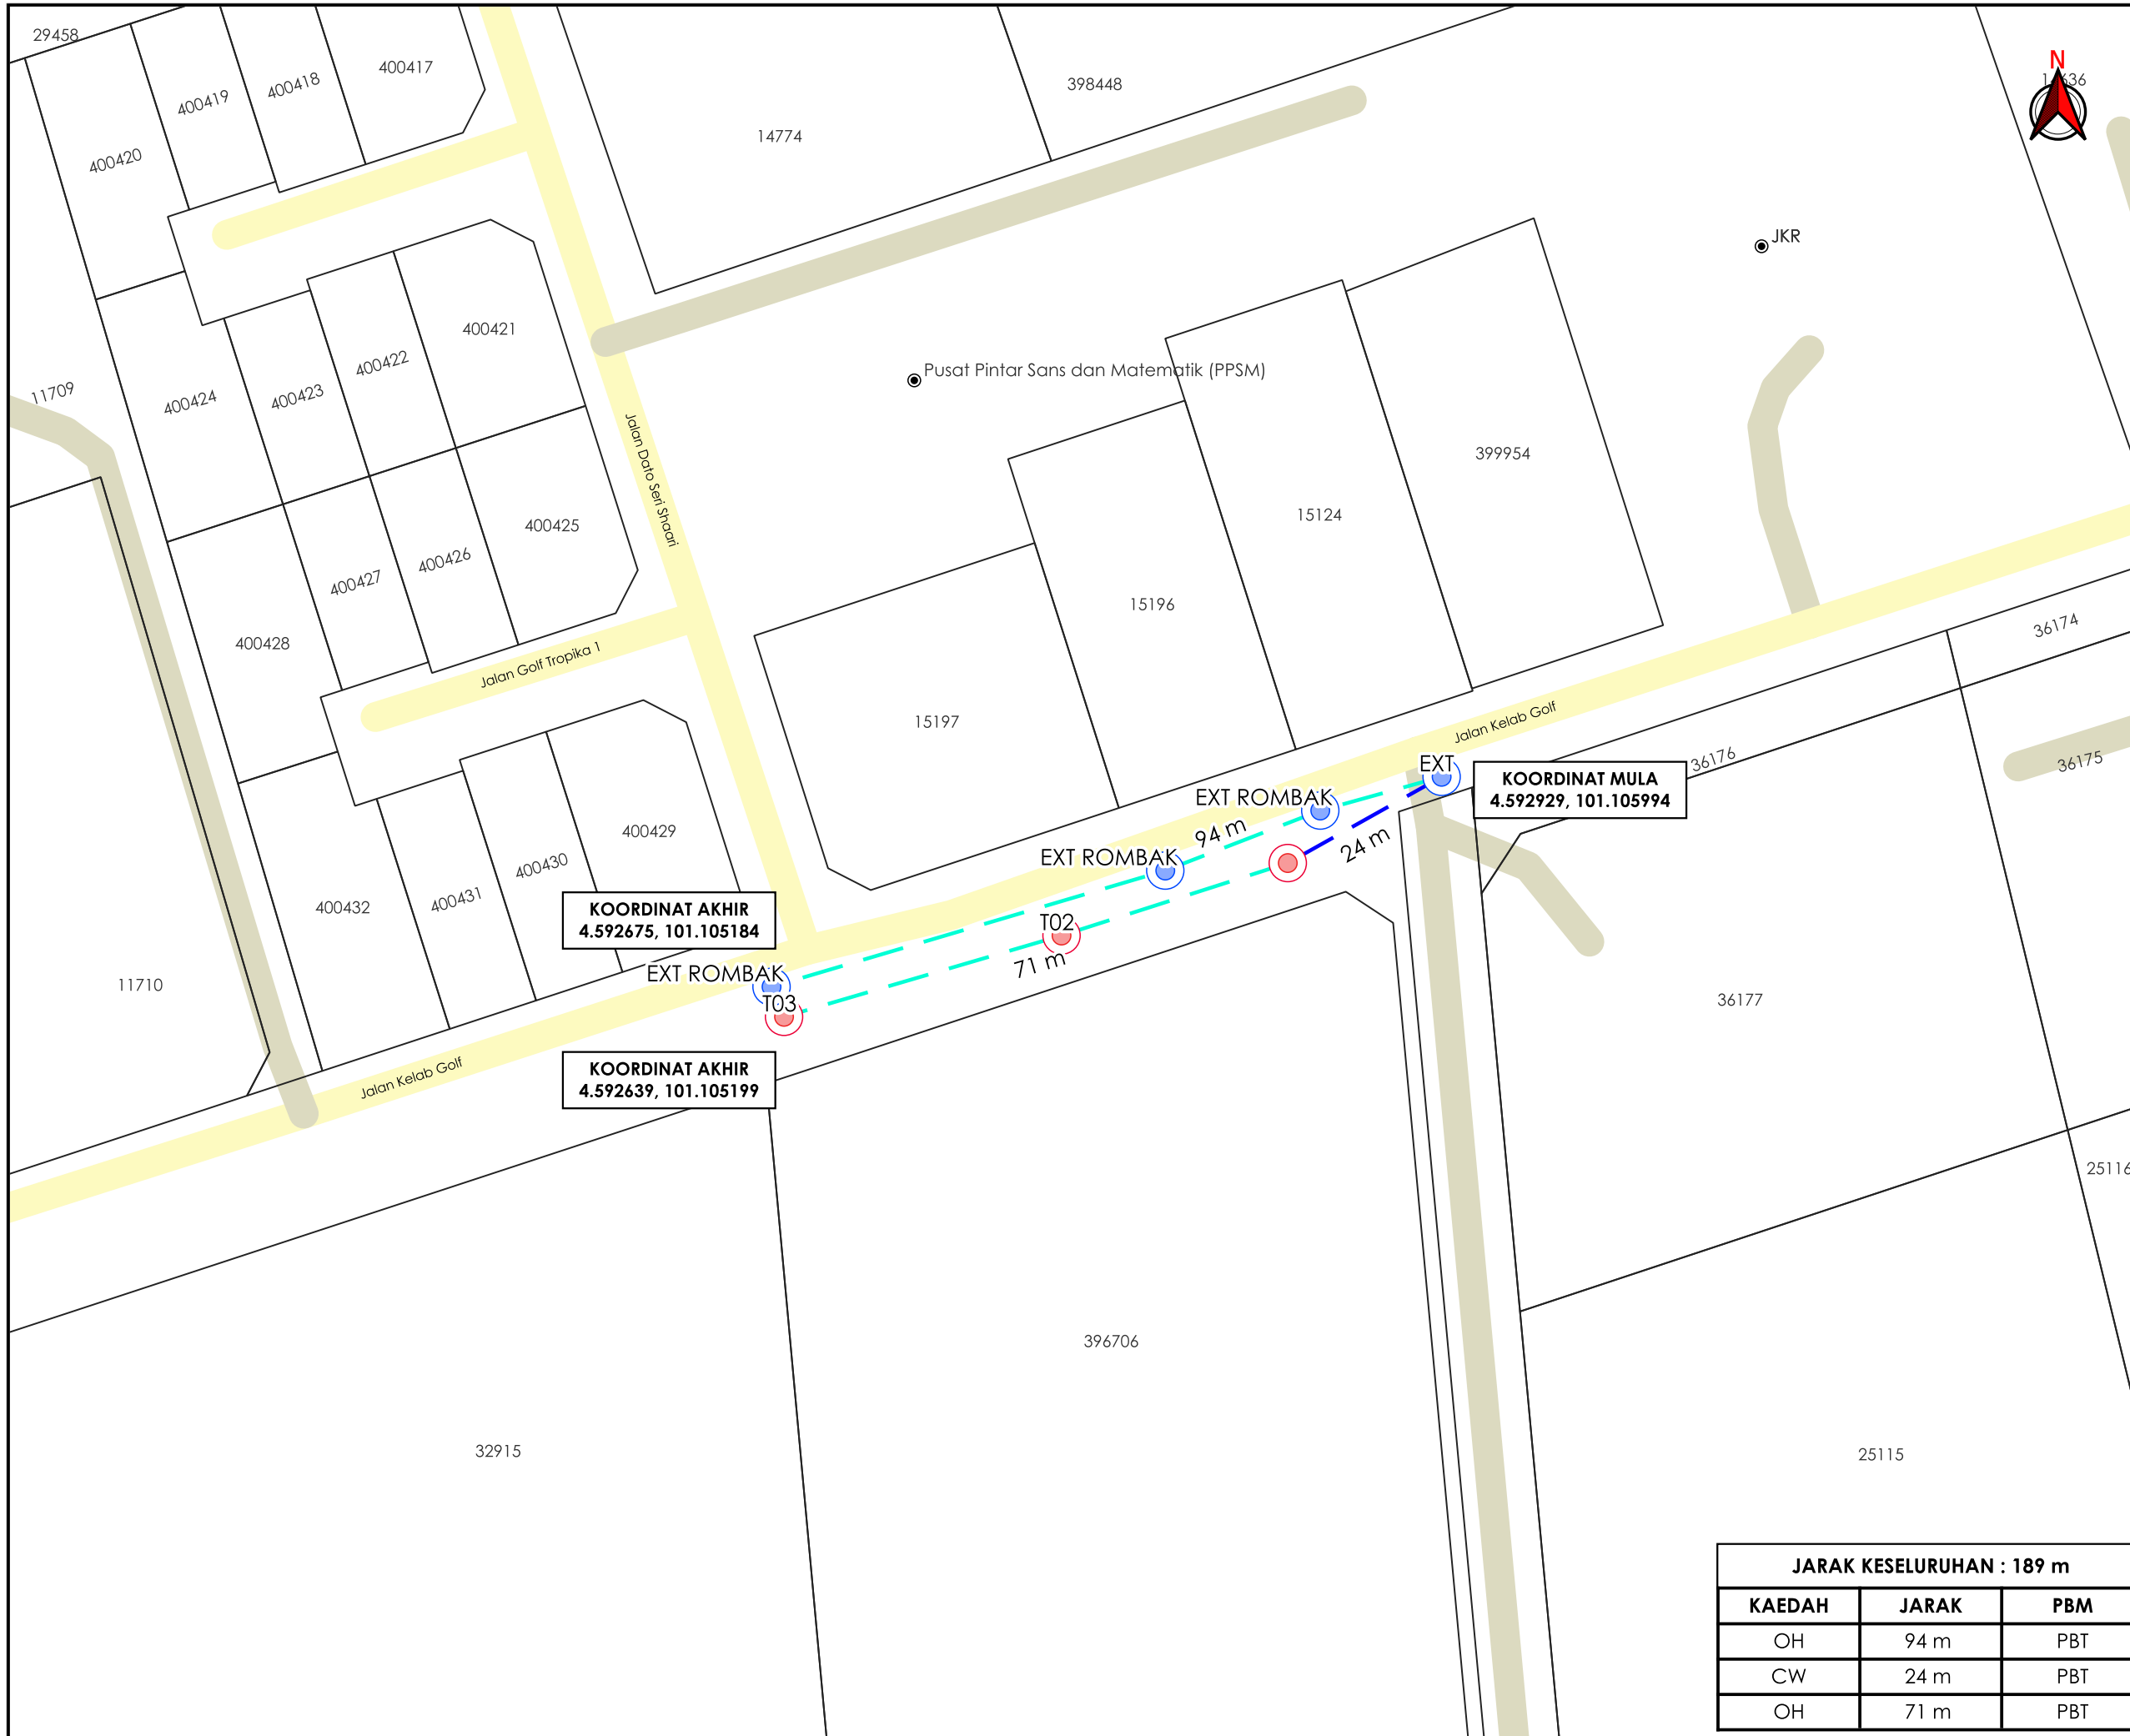 29458
400417
400418
400419
400420
398448
14774
N
JKR
400421
400422
400423
400424
11709
Pusat Pintar Sans dan Matematik (PPSM)
Jalan Dato Seri Shaari
399954
15124
400425
400426
400427
400428
15196
36174
Jalan Golf Tropika 1
15197
Jalan Kelab Golf
36176
36175
EXT
KOORDINAT MULA
4.592929, 101.105994
EXT ROMBAK
94 m
24 m
400429
400430
400431
400432
EXT ROMBAK
KOORDINAT AKHIR
4.592675, 101.105184
T02
71 m
EXT ROMBAK
T03
11710
36177
Jalan Kelab Golf
KOORDINAT AKHIR
4.592639, 101.105199
25116
396706
32915
25115
JARAK KESELURUHAN : 189 m
KAEDAH JARAK PBM
OH 94 m PBT
CW 24 m PBT
OH 71 m PBT